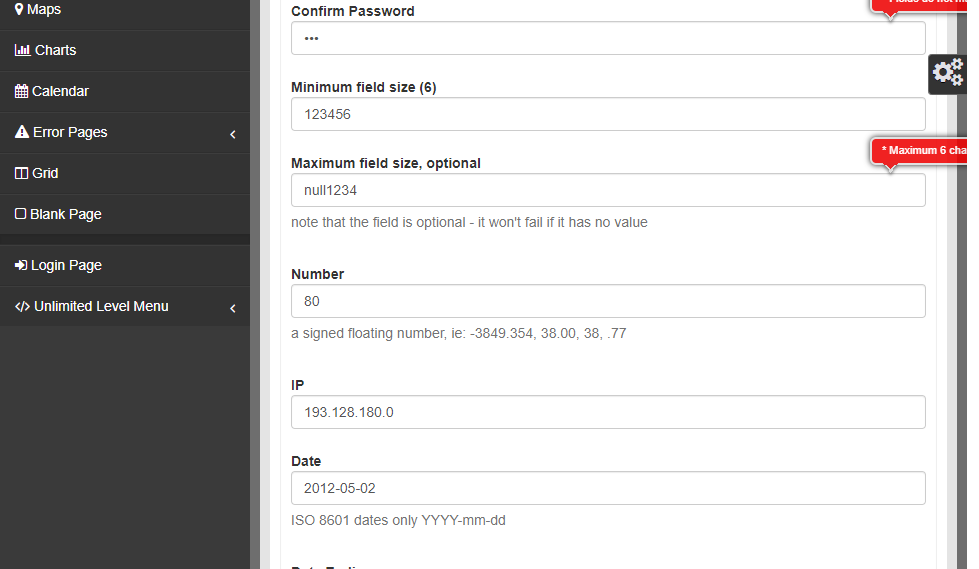 Maps
Charts
Calendar
Error Pages
Grid
Blank Page
Login Page
Unlimited Level Menu
Confirm Password
•••
Minimum field size (6)
123456
* Maximum 6 cha
Maximum field size, optional
null1234
note that the field is optional - it won't fail if it has no value
Number
80
a signed floating number, ie: -3849.354, 38.00, 38, .77
IP
193.128.180.0
Date
2012-05-02
ISO 8601 dates only YYYY-mm-dd